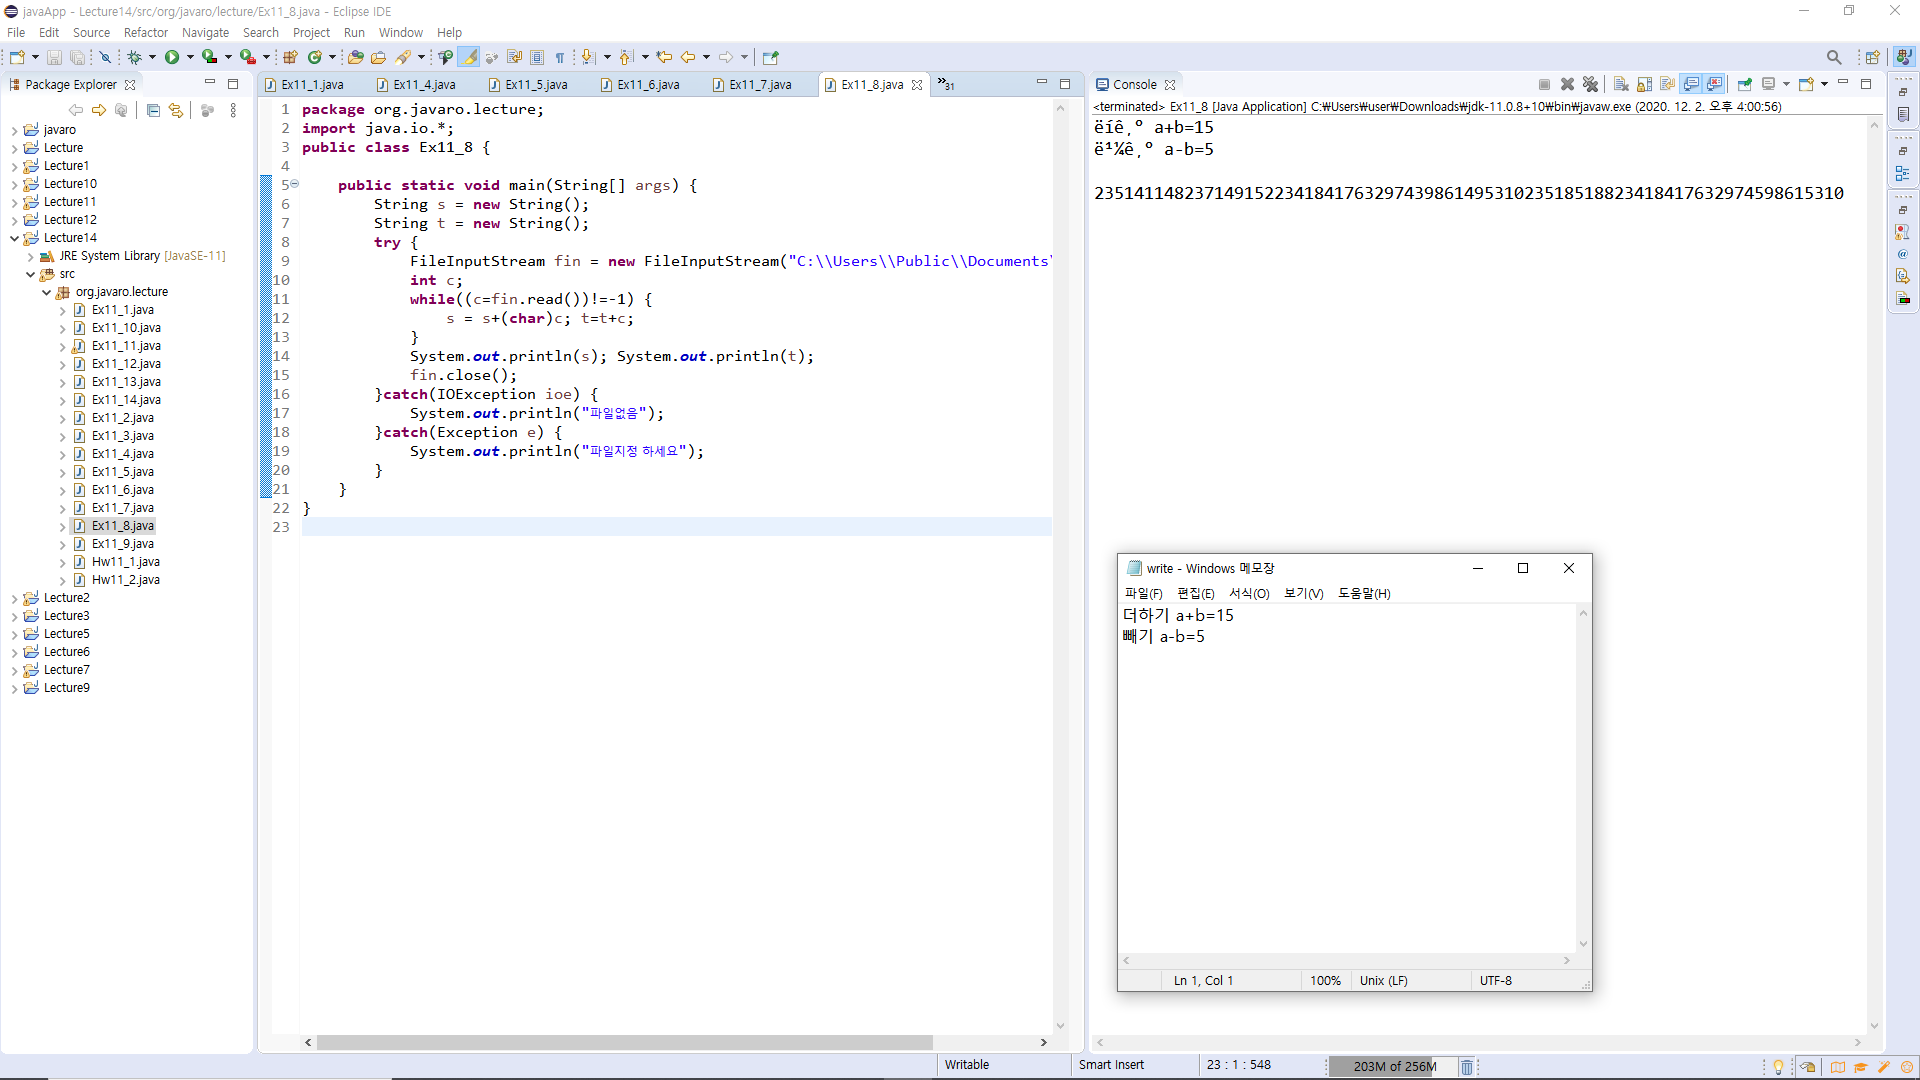 javaApp - Lecture14/src/org/javaro/lecture/Ex11_8.java - Eclipse IDE
File Edit Source Refactor Navigate Search Project Run Window Help
Package Explorer
javaro
Lecture
Lecture1
Lecture10
Lecture11
Lecture12
Lecture14
JRE System Library [JavaSE-11]
src
org.javaro.lecture
Ex11_1.java
Ex11_10.java
Ex11_11.java
Ex11_12.java
Ex11_13.java
Ex11_14.java
Ex11_2.java
Ex11_3.java
Ex11_4.java
Ex11_5.java
Ex11_6.java
Ex11_7.java
Ex11_8.java
Ex11_9.java
Hw11_1.java
Hw11_2.java
Lecture2
Lecture3
Lecture5
Lecture6
Lecture7
Lecture9
Ex11_1.java Ex11_4.java Ex11_5.java Ex11_6.java Ex11_7.java Ex11_8.java »31
1 package org.javaro.lecture;
2 import java.io.*;
3 public class Ex11_8 {
4
5 public static void main(String[] args) {
6 String s = new String();
7 String t = new String();
8 try {
9 FileInputStream fin = new FileInputStream("C:\\Users\\Public\\Documents\
10 int c;
11 while((c=fin.read())!=-1) {
12 s = s+(char)c; t=t+c;
13 }
14 System.out.println(s); System.out.println(t);
15 fin.close();
16 }catch(IOException ioe) {
17 System.out.println("파일없음");
18 }catch(Exception e) {
19 System.out.println("파일지정 하세요");
20 }
21 }
22 }
23
Console
<terminated> Ex11_8 [Java Application] C:₩Users₩user₩Downloads₩jdk-11.0.8+10₩bin₩javaw.exe (2020. 12. 2. 오후 4:00:56)
ëíê¸° a+b=15
ë¹¼ê¸° a-b=5
2351411482371491522341841763297439861495310235185188234184176329745986​15310
write - Windows 메모장
파일(F) 편집(E) 서식(O) 보기(V) 도움말(H)
더하기 a+b=15
빼기 a-b=5
Ln 1, Col 1 100% Unix (LF) UTF-8
Writable Smart Insert 23 : 1 : 548 203M of 256M